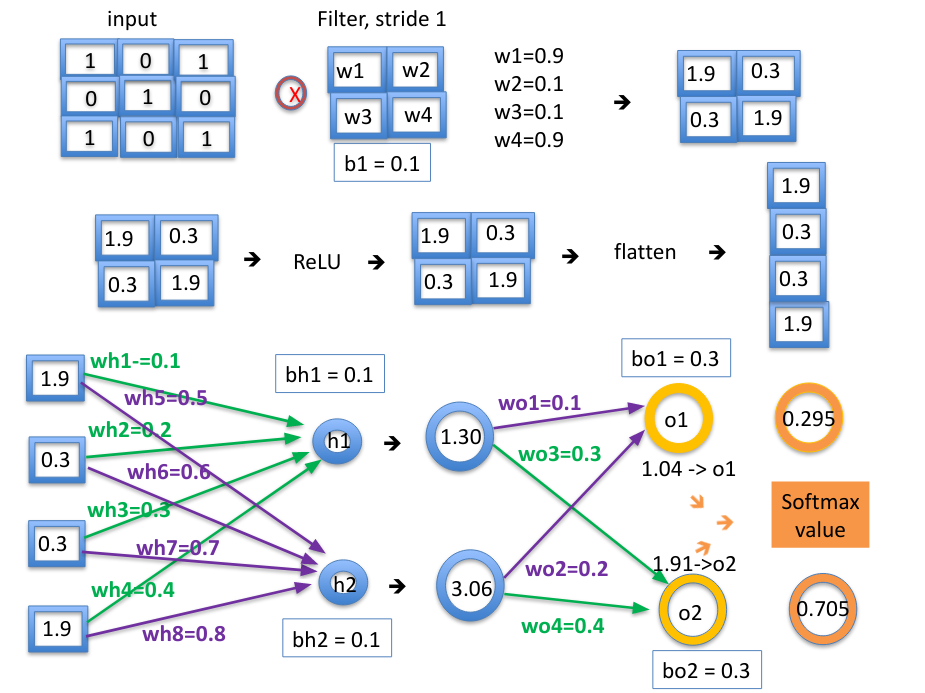 input
Filter, stride 1
1 0 1
0 1 0
1 0 1
X
w1 w2
w3 w4
b1 = 0.1
w1=0.9
w2=0.1
w3=0.1
w4=0.9
1.9 0.3
0.3 1.9
1.9 0.3
0.3 1.9
ReLU
1.9 0.3
0.3 1.9
flatten
1.9
0.3
0.3
1.9
1.9
0.3
0.3
1.9
wh1-=0.1
wh5=0.5
wh2=0.2
wh6=0.6
wh3=0.3
wh7=0.7
wh4=0.4
wh8=0.8
bh1 = 0.1
h1
h2
bh2 = 0.1
1.30
3.06
wo1=0.1
wo3=0.3
wo2=0.2
wo4=0.4
bo1 = 0.3
o1
1.04 -> o1
1.91->o2
o2
bo2 = 0.3
0.295
Softmax
value
0.705